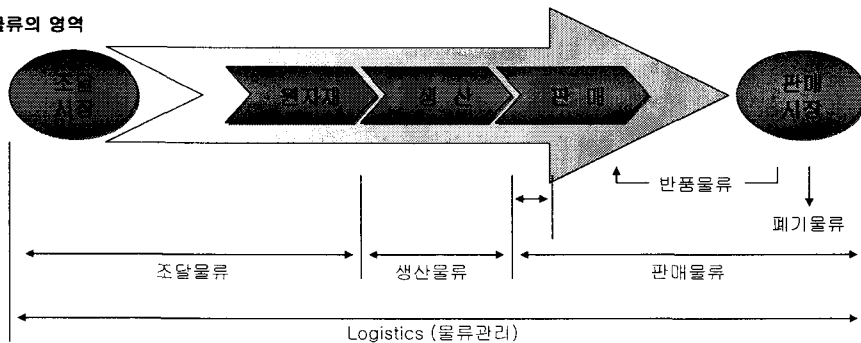 물류의 영역
조달
시장
원자재
생 산
판 매
판매
시장
반품물류
폐기물류
조달물류
생산물류
판매물류
Logistics (물류관리)